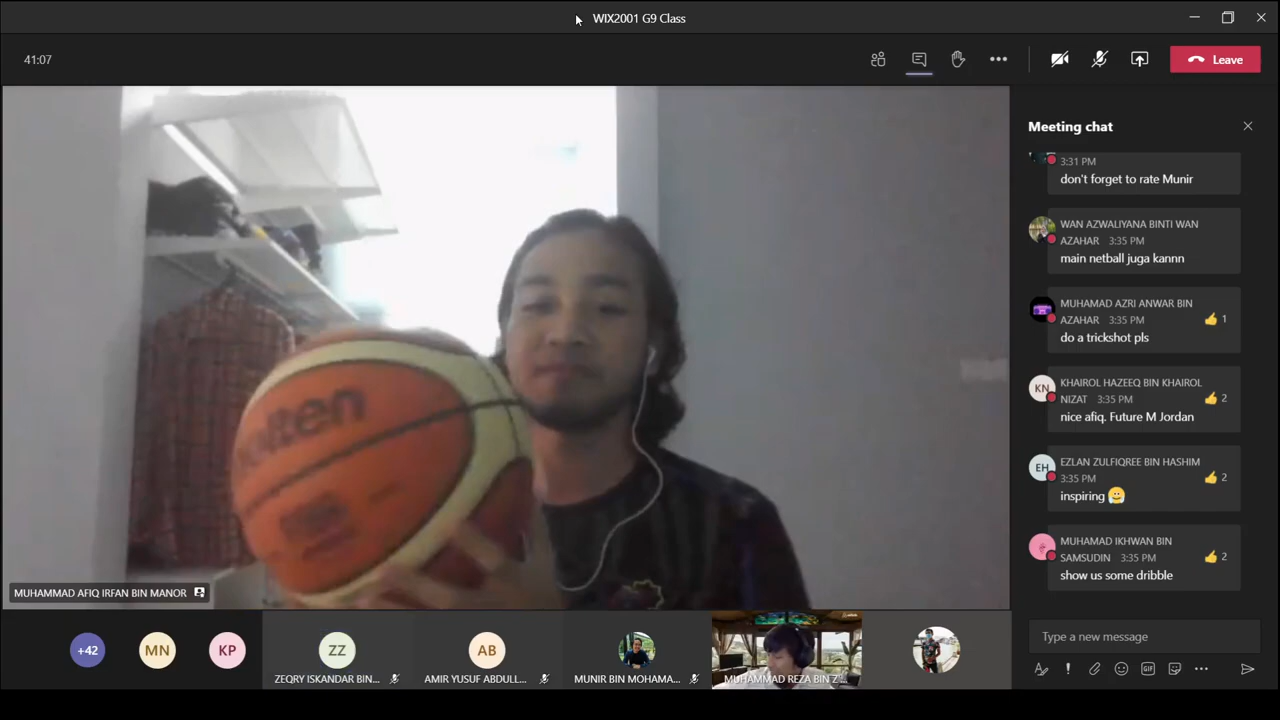 WIX2001 G9 Class
41:07
Leave
Meeting chat
3:31 PM
don't forget to rate Munir
WAN AZWALIYANA BINTI WAN
AZAHAR 3:35 PM
main netball juga kannn
MUHAMAD AZRI ANWAR BIN
AZAHAR 3:35 PM
1
do a trickshot pls
KN
KHAIROL HAZEEQ BIN KHAIROL
NIZAT 3:35 PM
2
nice afiq. Future M Jordan
EH
EZLAN ZULFIQREE BIN HASHIM
3:35 PM
2
inspiring
MUHAMAD IKHWAN BIN
SAMSUDIN 3:35 PM
2
show us some dribble
Type a new message
GIF
molten
MUHAMMAD AFIQ IRFAN BIN MANOR
+42
MN
KP
ZZ
ZEQRY ISKANDAR BIN...
AB
AMIR YUSUF ABDULL...
MUNIR BIN MOHAMA...
MUHAMMAD REZA BIN Z...